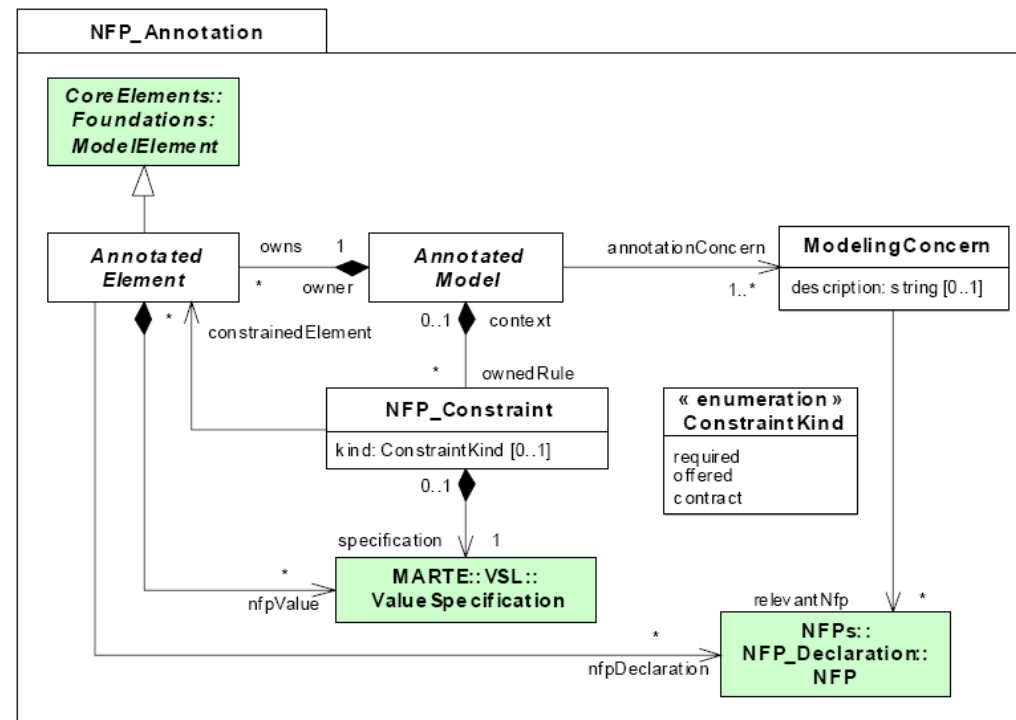 NFP_Annotation
CoreElements::
Foundations:
ModelElement
Annotated
Element
owns 1
* owner
Annotated
Model
annotationConcern
1..*
ModelingConcern
description: string [0..1]
* constrainedElement
0..1 context
* ownedRule
NFP_Constraint
kind: ConstraintKind [0..1]
« enumeration »
ConstraintKind
required
offered
contract
0..1
specification 1
* nfpValue
MARTE::VSL::
ValueSpecification
relevantNfp *
* nfpDeclaration
NFPs::
NFP_Declaration::
NFP